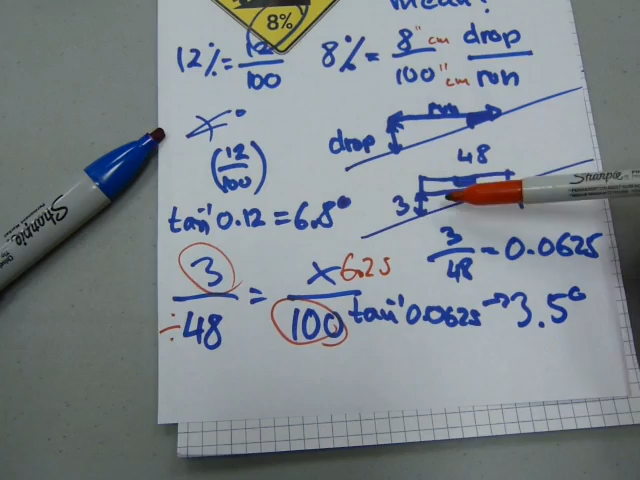 mean?
8%
12%=12/100 8%= 8" cm drop
100" cm run
x°
run
drop
(12/100)
48
Sharpie
Sharpie
3
tan⁻¹ 0.12 = 6.8°
3/48 = 0.0625
3/÷48 = x 6.25/100
tan⁻¹ 0.0625 → 3.5°